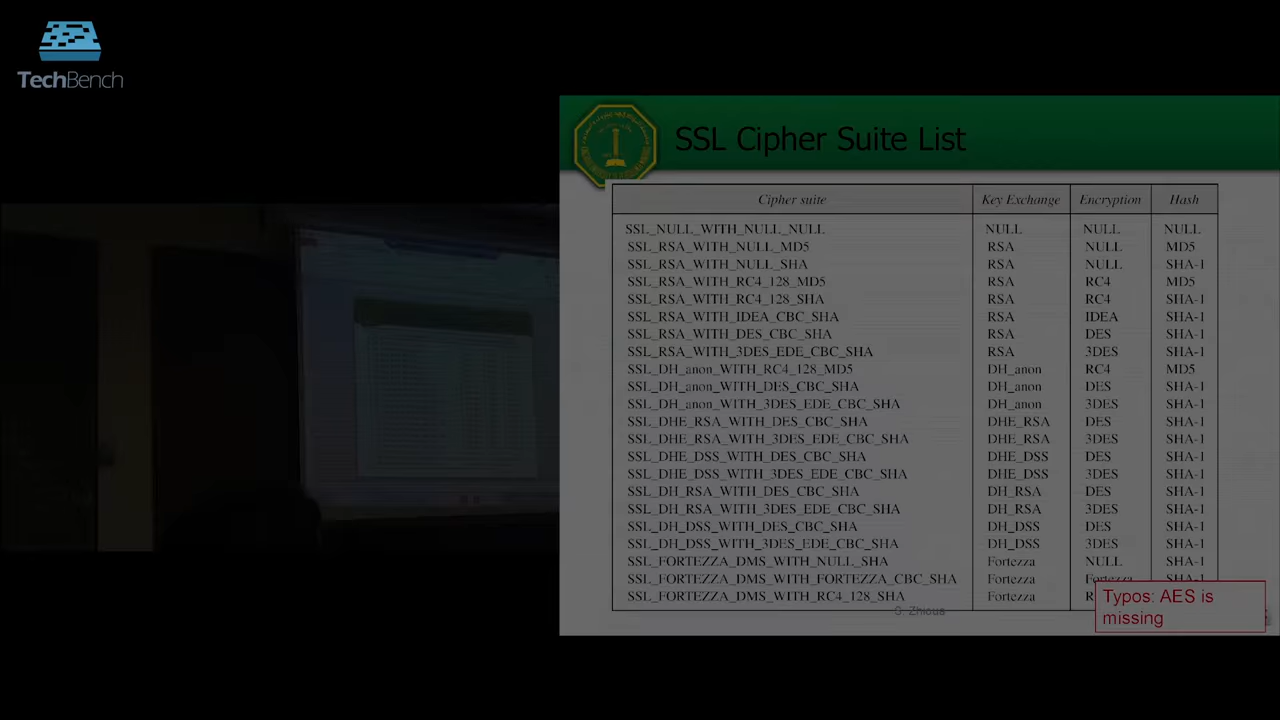 TechBench
SSL Cipher Suite List
Cipher suite Key Exchange Encryption Hash
SSL_NULL_WITH_NULL_NULL NULL NULL NULL
SSL_RSA_WITH_NULL_MD5 RSA NULL MD5
SSL_RSA_WITH_NULL_SHA RSA NULL SHA-1
SSL_RSA_WITH_RC4_128_MD5 RSA RC4 MD5
SSL_RSA_WITH_RC4_128_SHA RSA RC4 SHA-1
SSL_RSA_WITH_IDEA_CBC_SHA RSA IDEA SHA-1
SSL_RSA_WITH_DES_CBC_SHA RSA DES SHA-1
SSL_RSA_WITH_3DES_EDE_CBC_SHA RSA 3DES SHA-1
SSL_DH_anon_WITH_RC4_128_MD5 DH_anon RC4 MD5
SSL_DH_anon_WITH_DES_CBC_SHA DH_anon DES SHA-1
SSL_DH_anon_WITH_3DES_EDE_CBC_SHA DH_anon 3DES SHA-1
SSL_DHE_RSA_WITH_DES_CBC_SHA DHE_RSA DES SHA-1
SSL_DHE_RSA_WITH_3DES_EDE_CBC_SHA DHE_RSA 3DES SHA-1
SSL_DHE_DSS_WITH_DES_CBC_SHA DHE_DSS DES SHA-1
SSL_DHE_DSS_WITH_3DES_EDE_CBC_SHA DHE_DSS 3DES SHA-1
SSL_DH_RSA_WITH_DES_CBC_SHA DH_RSA DES SHA-1
SSL_DH_RSA_WITH_3DES_EDE_CBC_SHA DH_RSA 3DES SHA-1
SSL_DH_DSS_WITH_DES_CBC_SHA DH_DSS DES SHA-1
SSL_DH_DSS_WITH_3DES_EDE_CBC_SHA DH_DSS 3DES SHA-1
SSL_FORTEZZA_DMS_WITH_NULL_SHA Fortezza NULL SHA-1
SSL_FORTEZZA_DMS_WITH_FORTEZZA_CBC_SHA Fortezza Fortezza SHA-1
SSL_FORTEZZA_DMS_WITH_RC4_128_SHA Fortezza
Typos: AES is
missing
Zhioua